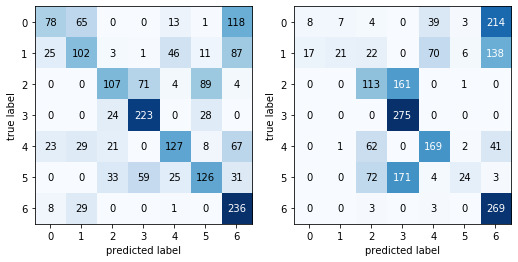 0 78 65 0 0 13 1 118
1 25 102 3 1 46 11 87
2 0 0 107 71 4 89 4
3 0 0 24 223 0 28 0
4 23 29 21 0 127 8 67
5 0 0 33 59 25 126 31
6 8 29 0 0 1 0 236
0 1 2 3 4 5 6
predicted label
true label
0 8 7 4 0 39 3 214
1 17 21 22 0 70 6 138
2 0 0 113 161 0 1 0
3 0 0 0 275 0 0 0
4 0 1 62 0 169 2 41
5 0 0 72 171 4 24 3
6 0 0 3 0 3 0 269
0 1 2 3 4 5 6
predicted label
true label